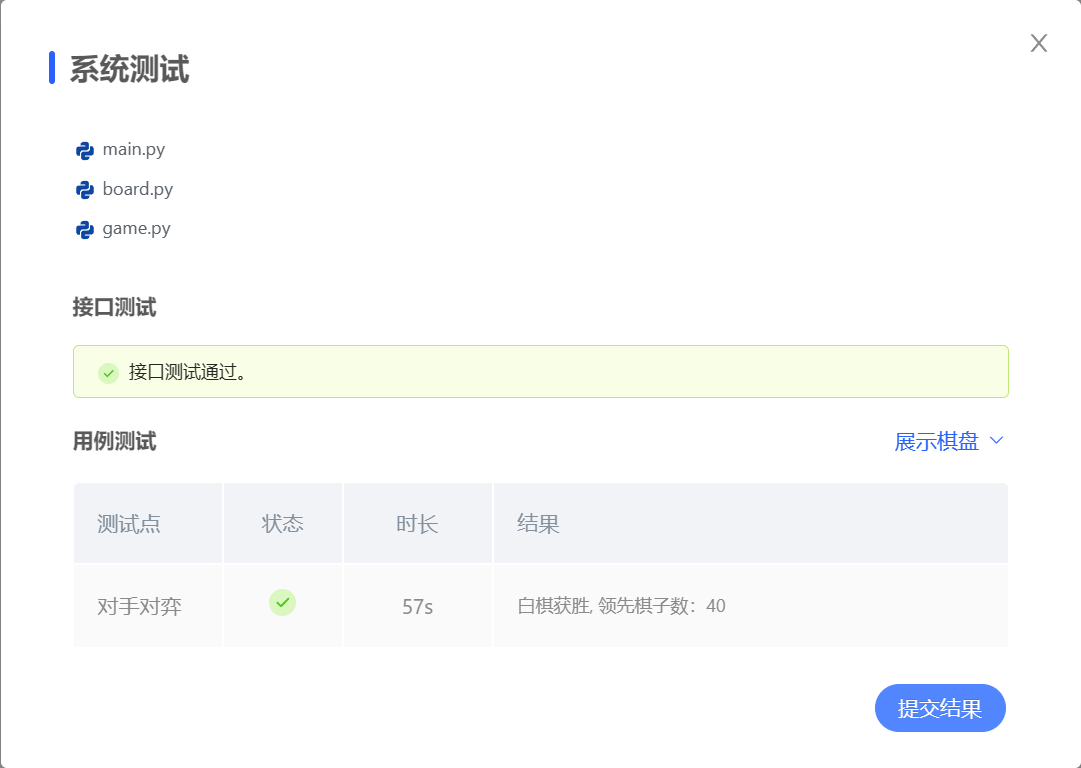 系统测试
main.py
board.py
game.py
接口测试
接口测试通过。
用例测试 展示棋盘
测试点 状态 时长 结果
对手对弈 57s 白棋获胜, 领先棋子数：40
提交结果